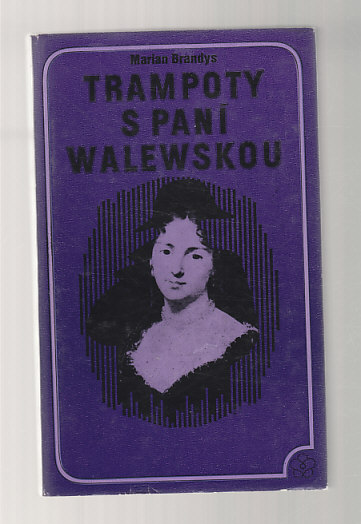 Marian Brandys
TRAMPOTY
S PANÍ
WALEWSKOU